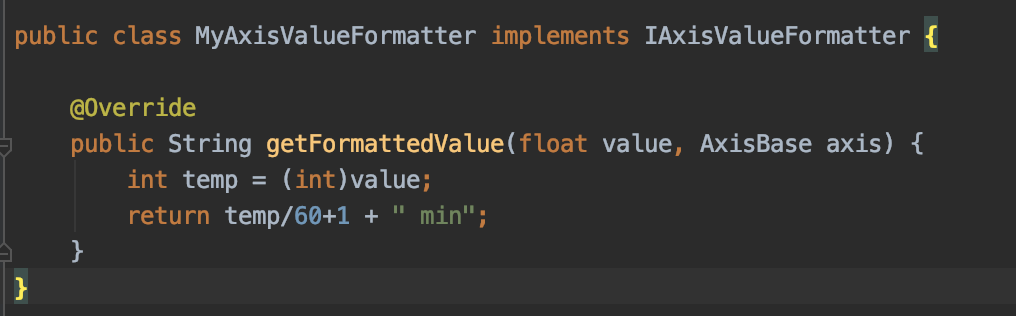 public class MyAxisValueFormatter implements IAxisValueFormatter {
@Override
public String getFormattedValue(float value, AxisBase axis) {
int temp = (int)value;
return temp/60+1 + " min";
}
}